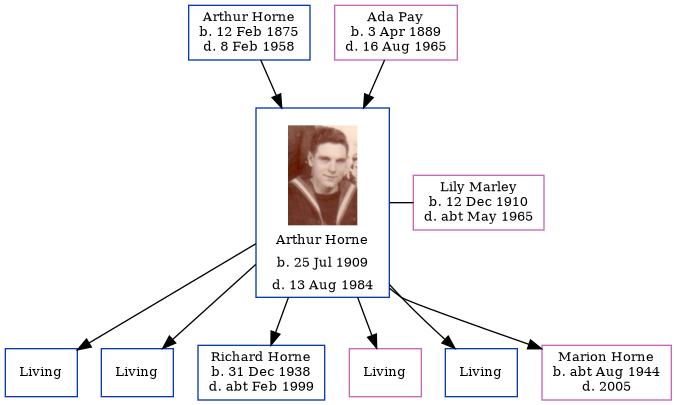 Arthur Horne
b. 12 Feb 1875
d. 8 Feb 1958
Ada Pay
b. 3 Apr 1889
d. 16 Aug 1965
Arthur Horne
b. 25 Jul 1909
d. 13 Aug 1984
Lily Marley
b. 12 Dec 1910
d. abt May 1965
Living
Living
Richard Horne
b. 31 Dec 1938
d. abt Feb 1999
Living
Living
Marion Horne
b. abt Aug 1944
d. 2005